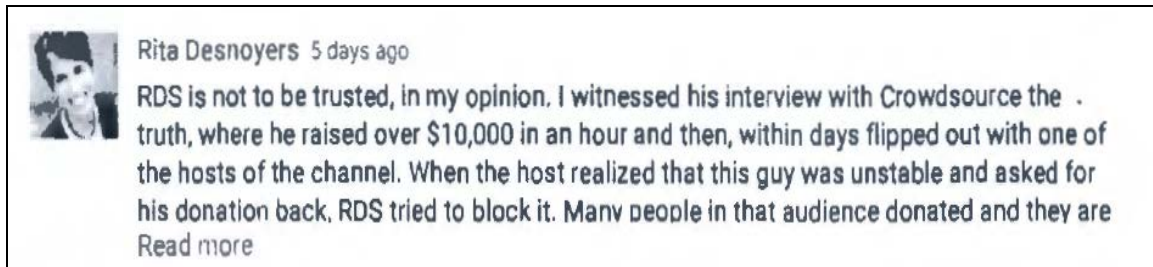 Rita Desnoyers 5 days ago
RDS is not to be trusted, in my opinion. I witnessed his interview with Crowdsource the
truth, where he raised over $10,000 in an hour and then, within days flipped out with one of
the hosts of the channel. When the host realized that this guy was unstable and asked for
his donation back, RDS tried to block it. Many people in that audience donated and they are
Read more